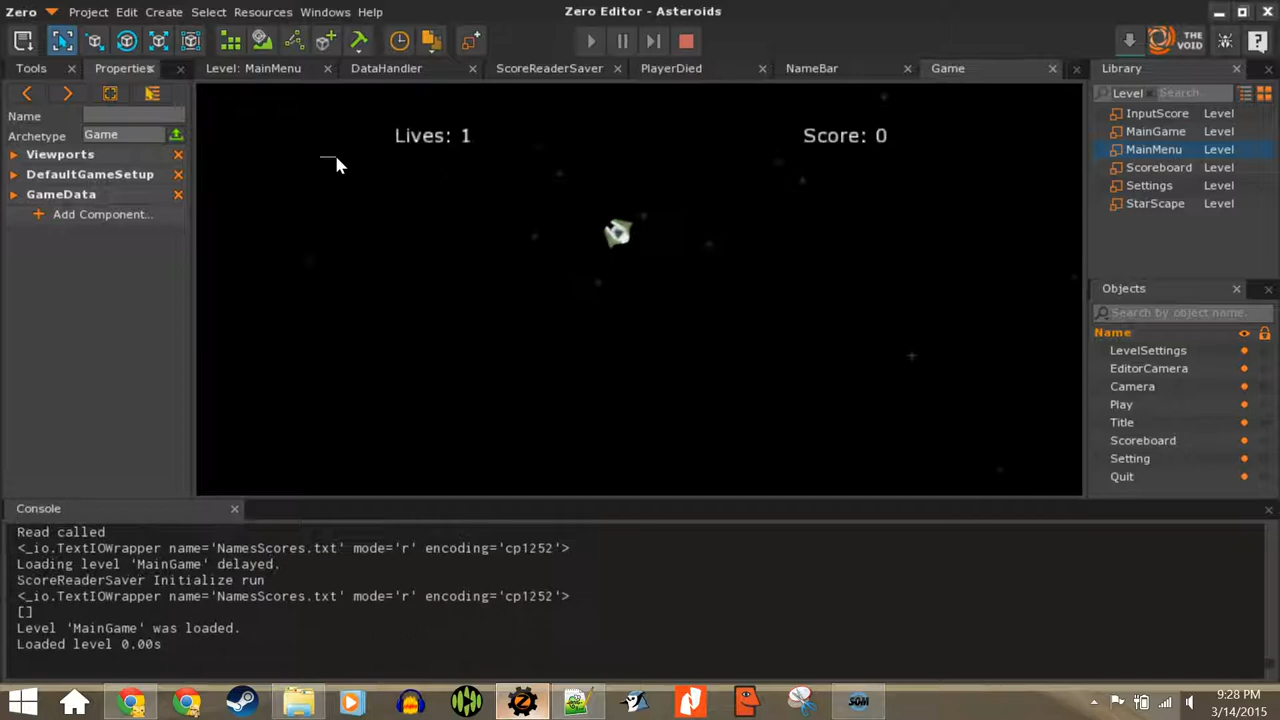 Zero Project Edit Create Select Resources Windows Help Zero Editor - Asteroids
THE VOID
Tools Properties Level: MainMenu DataHandler ScoreReaderSaver PlayerDied NameBar Game Library
Level Search.
Name
Archetype Game
Viewports
DefaultGameSetup
GameData
Add Component...
Lives: 1 Score: 0
InputScore Level
MainGame Level
MainMenu Level
Scoreboard Level
Settings Level
StarScape Level
Objects
Search by object name.
Name
LevelSettings
EditorCamera
Camera
Play
Title
Scoreboard
Setting
Quit
Console
Read called
<_io.TextIOWrapper name='NamesScores.txt' mode='r' encoding='cp1252'>
Loading level 'MainGame' delayed.
ScoreReaderSaver Initialize run
<_io.TextIOWrapper name='NamesScores.txt' mode='r' encoding='cp1252'>
[]
Level 'MainGame' was loaded.
Loaded level 0.00s
SOM
9:28 PM
3/14/2015